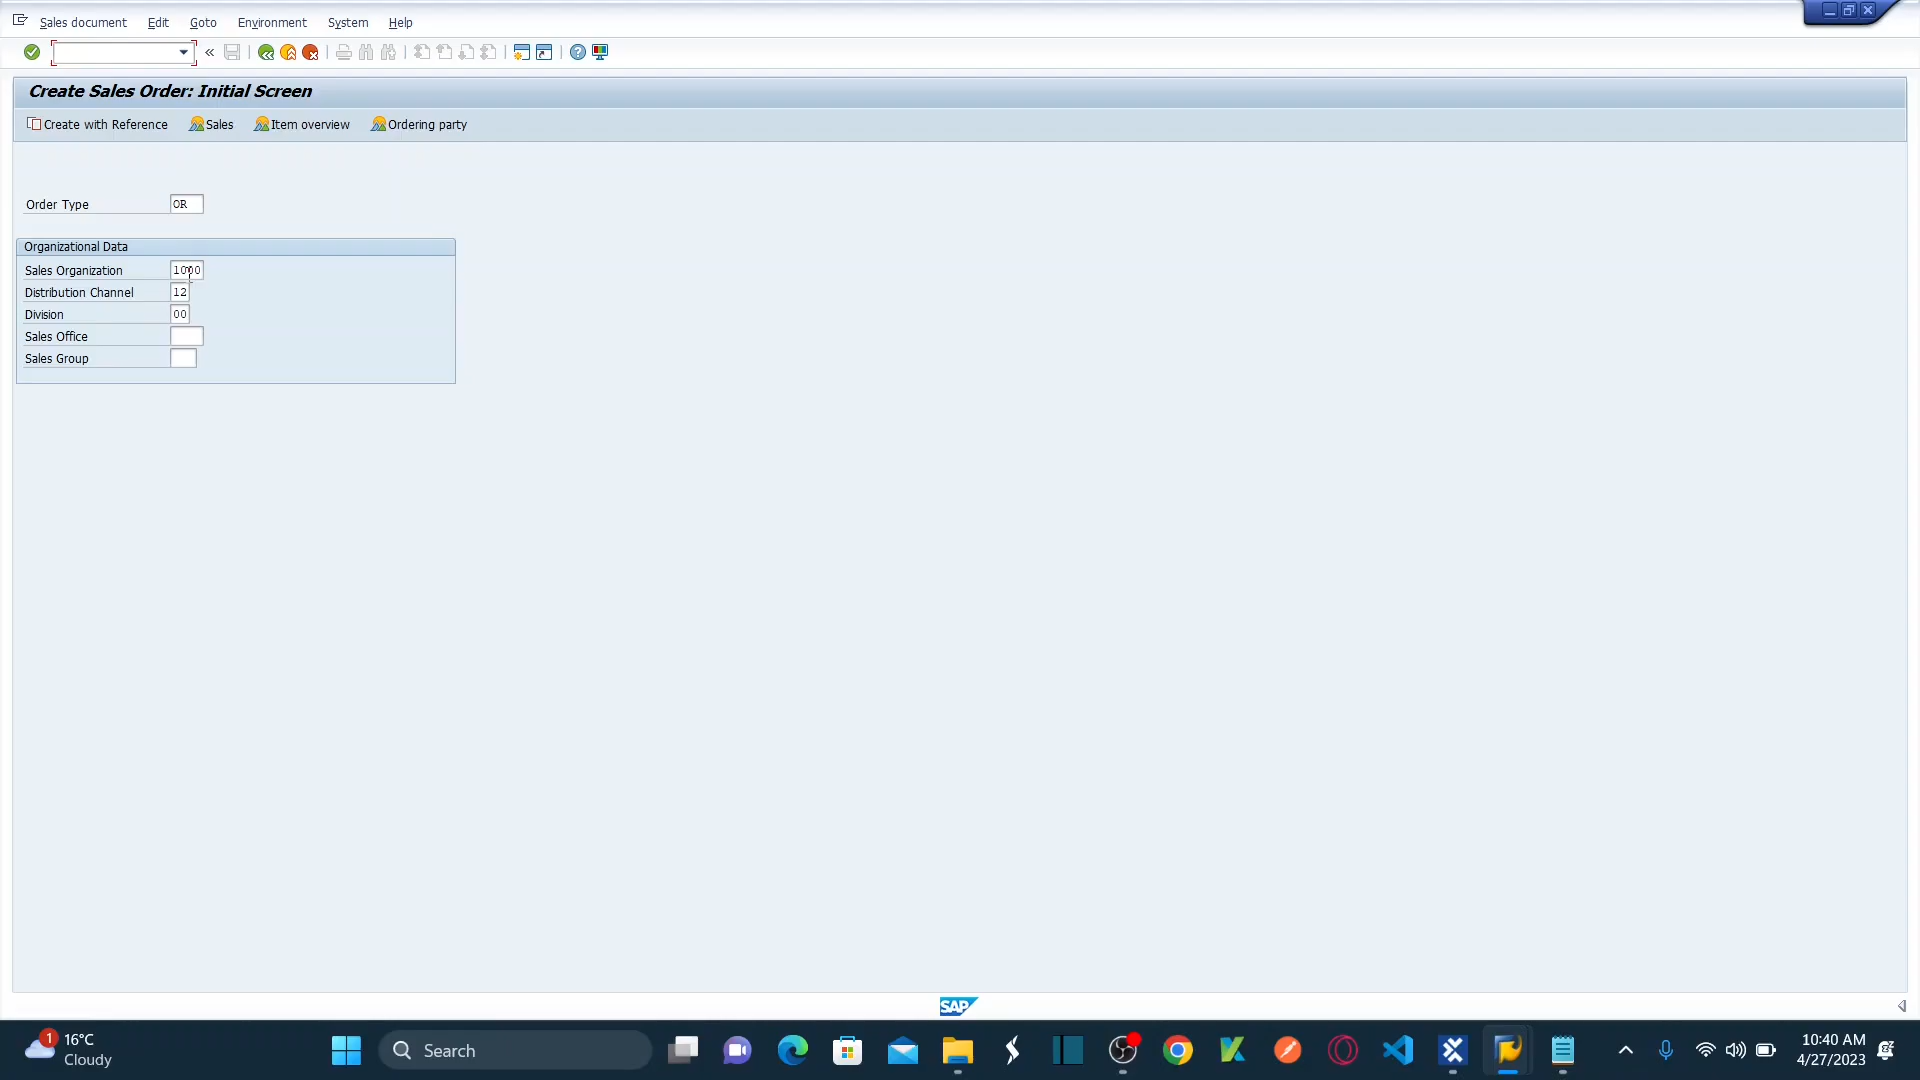 Sales document Edit Goto Environment System Help
«
Create Sales Order: Initial Screen
Create with Reference Sales Item overview Ordering party
Order Type OR
Organizational Data
Sales Organization 1000
Distribution Channel 12
Division 00
Sales Office
Sales Group
SAP
1 16°C
Cloudy
Search
10:40 AM
4/27/2023